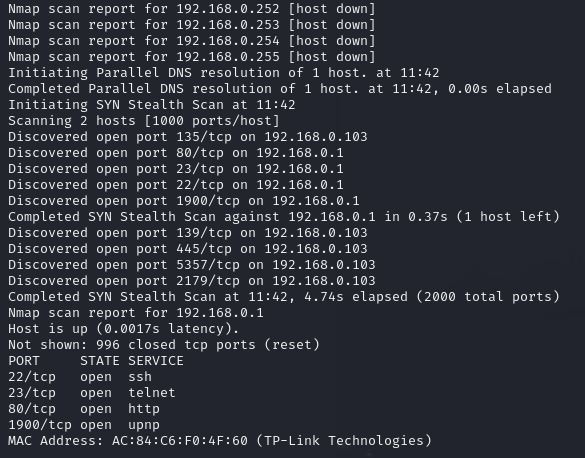 Nmap scan report for 192.168.0.252 [host down]
Nmap scan report for 192.168.0.253 [host down]
Nmap scan report for 192.168.0.254 [host down]
Nmap scan report for 192.168.0.255 [host down]
Initiating Parallel DNS resolution of 1 host. at 11:42
Completed Parallel DNS resolution of 1 host. at 11:42, 0.00s elapsed
Initiating SYN Stealth Scan at 11:42
Scanning 2 hosts [1000 ports/host]
Discovered open port 135/tcp on 192.168.0.103
Discovered open port 80/tcp on 192.168.0.1
Discovered open port 23/tcp on 192.168.0.1
Discovered open port 22/tcp on 192.168.0.1
Discovered open port 1900/tcp on 192.168.0.1
Completed SYN Stealth Scan against 192.168.0.1 in 0.37s (1 host left)
Discovered open port 139/tcp on 192.168.0.103
Discovered open port 445/tcp on 192.168.0.103
Discovered open port 5357/tcp on 192.168.0.103
Discovered open port 2179/tcp on 192.168.0.103
Completed SYN Stealth Scan at 11:42, 4.74s elapsed (2000 total ports)
Nmap scan report for 192.168.0.1
Host is up (0.0017s latency).
Not shown: 996 closed tcp ports (reset)
PORT     STATE SERVICE
22/tcp   open  ssh
23/tcp   open  telnet
80/tcp   open  http
1900/tcp open  upnp
MAC Address: AC:84:C6:F0:4F:60 (TP-Link Technologies)